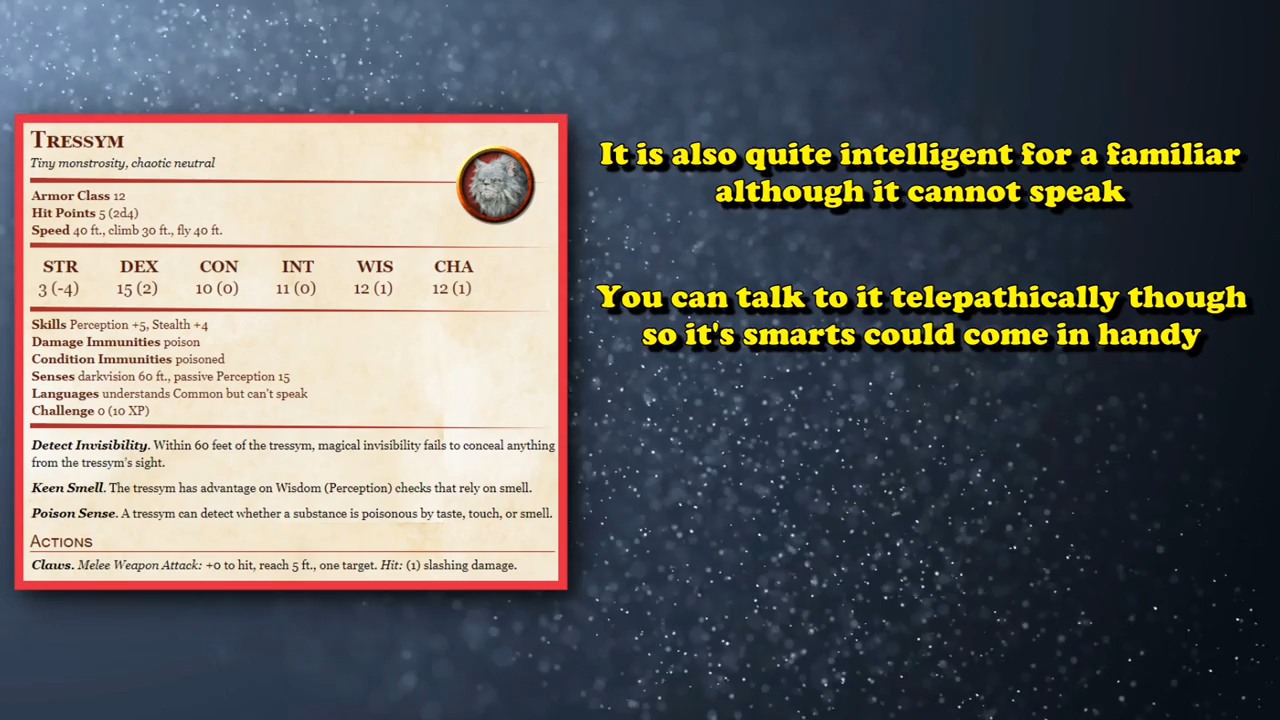 TRESSYM
Tiny monstrosity, chaotic neutral
Armor Class 12
Hit Points 5 (2d4)
Speed 40 ft., climb 30 ft., fly 40 ft.
STR DEX CON INT WIS CHA
3 (-4) 15 (2) 10 (0) 11 (0) 12 (1) 12 (1)
Skills Perception +5, Stealth +4
Damage Immunities poison
Condition Immunities poisoned
Senses darkvision 60 ft., passive Perception 15
Languages understands Common but can't speak
Challenge 0 (10 XP)
Detect Invisibility. Within 60 feet of the tressym, magical invisibility fails to conceal anything
from the tressym's sight.
Keen Smell. The tressym has advantage on Wisdom (Perception) checks that rely on smell.
Poison Sense. A tressym can detect whether a substance is poisonous by taste, touch, or smell.
ACTIONS
Claws. Melee Weapon Attack: +0 to hit, reach 5 ft., one target. Hit: (1) slashing damage.
It is also quite intelligent for a familiar
although it cannot speak
You can talk to it telepathically though
so it's smarts could come in handy